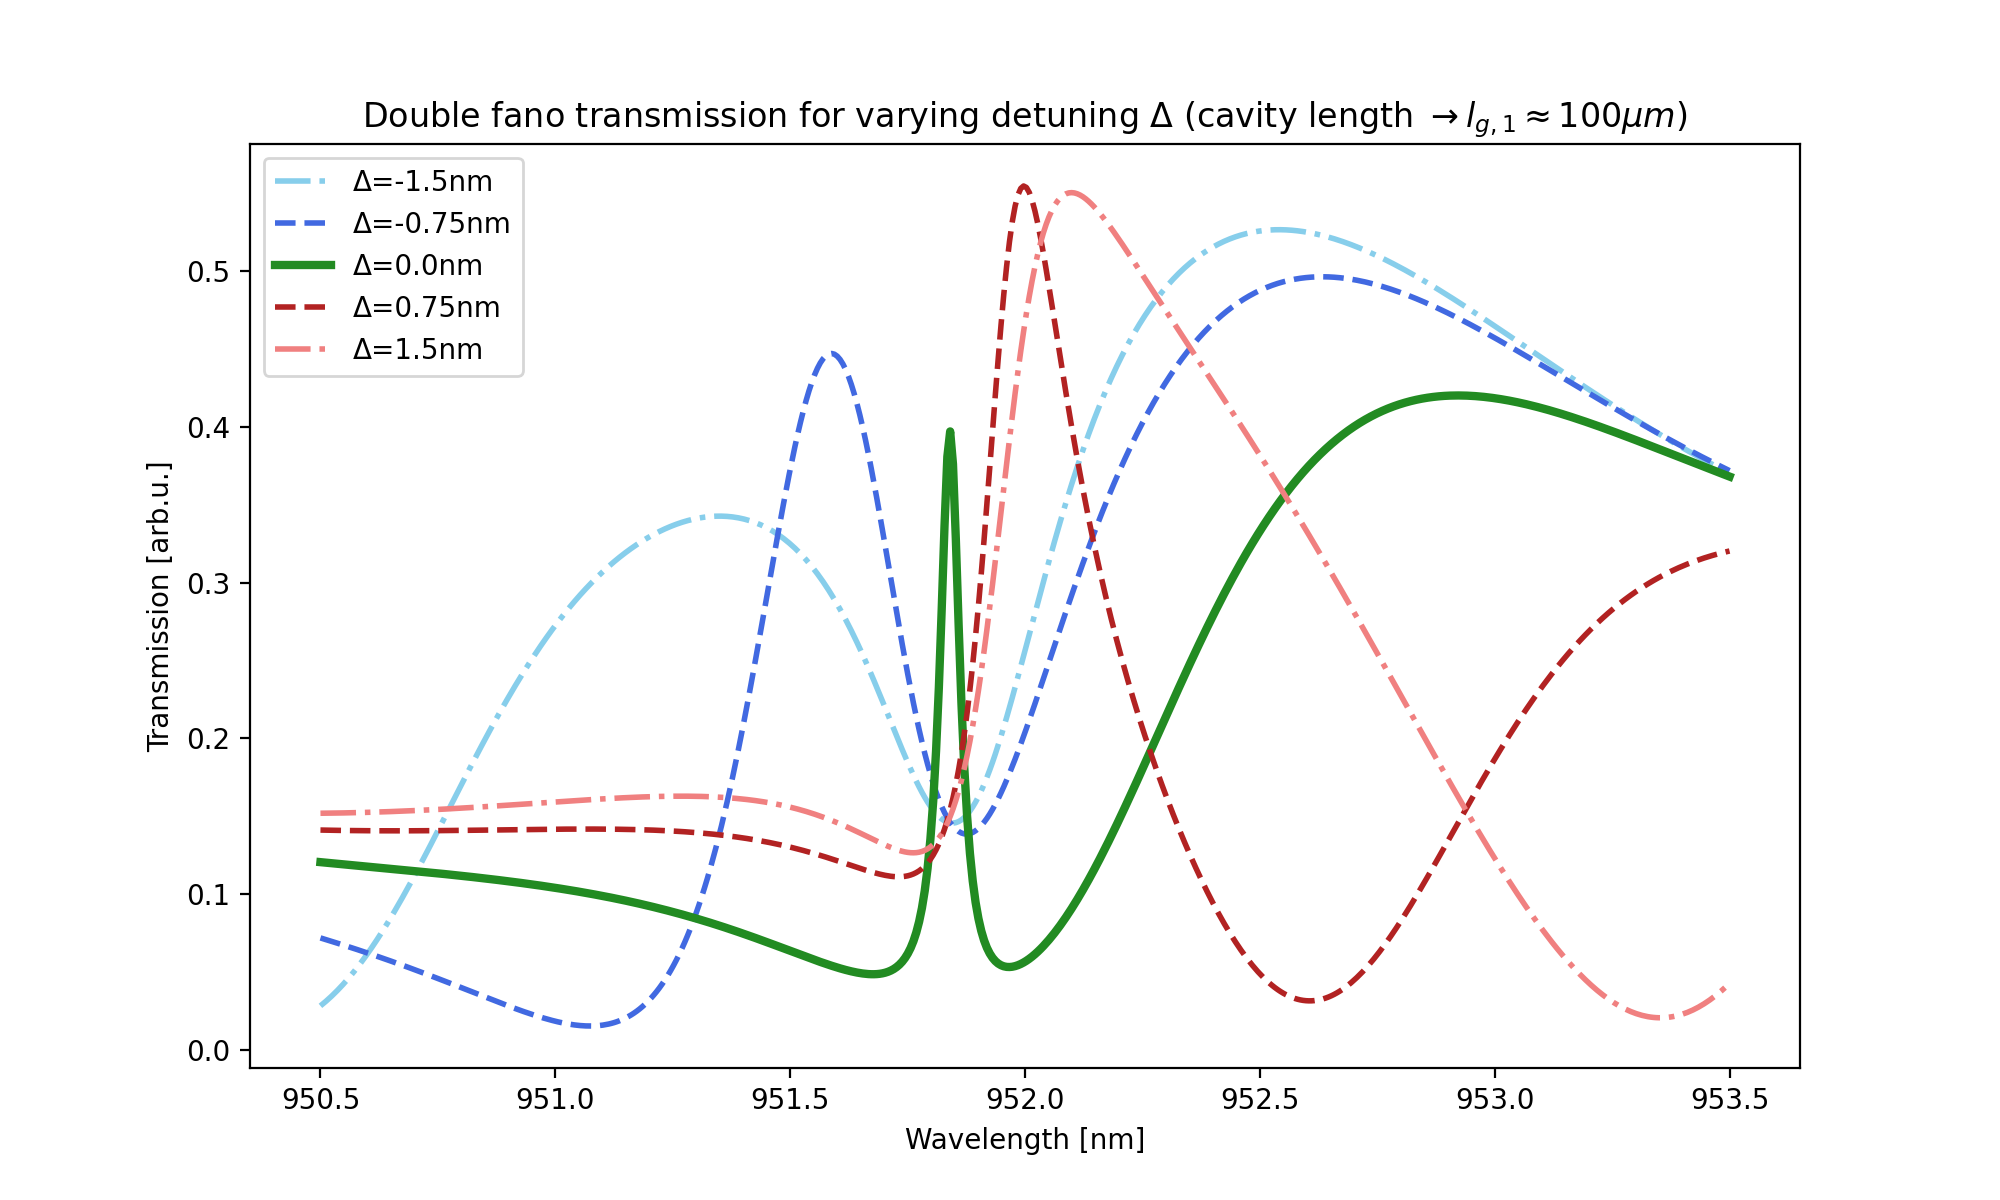 Double fano transmission for varying detuning Δ (cavity length → l_{g,1} ≈ 100μm)
Δ=-1.5nm
Δ=-0.75nm
Δ=0.0nm
Δ=0.75nm
Δ=1.5nm
0.5
0.4
0.3
0.2
0.1
0.0
Transmission [arb.u.]
950.5 951.0 951.5 952.0 952.5 953.0 953.5
Wavelength [nm]